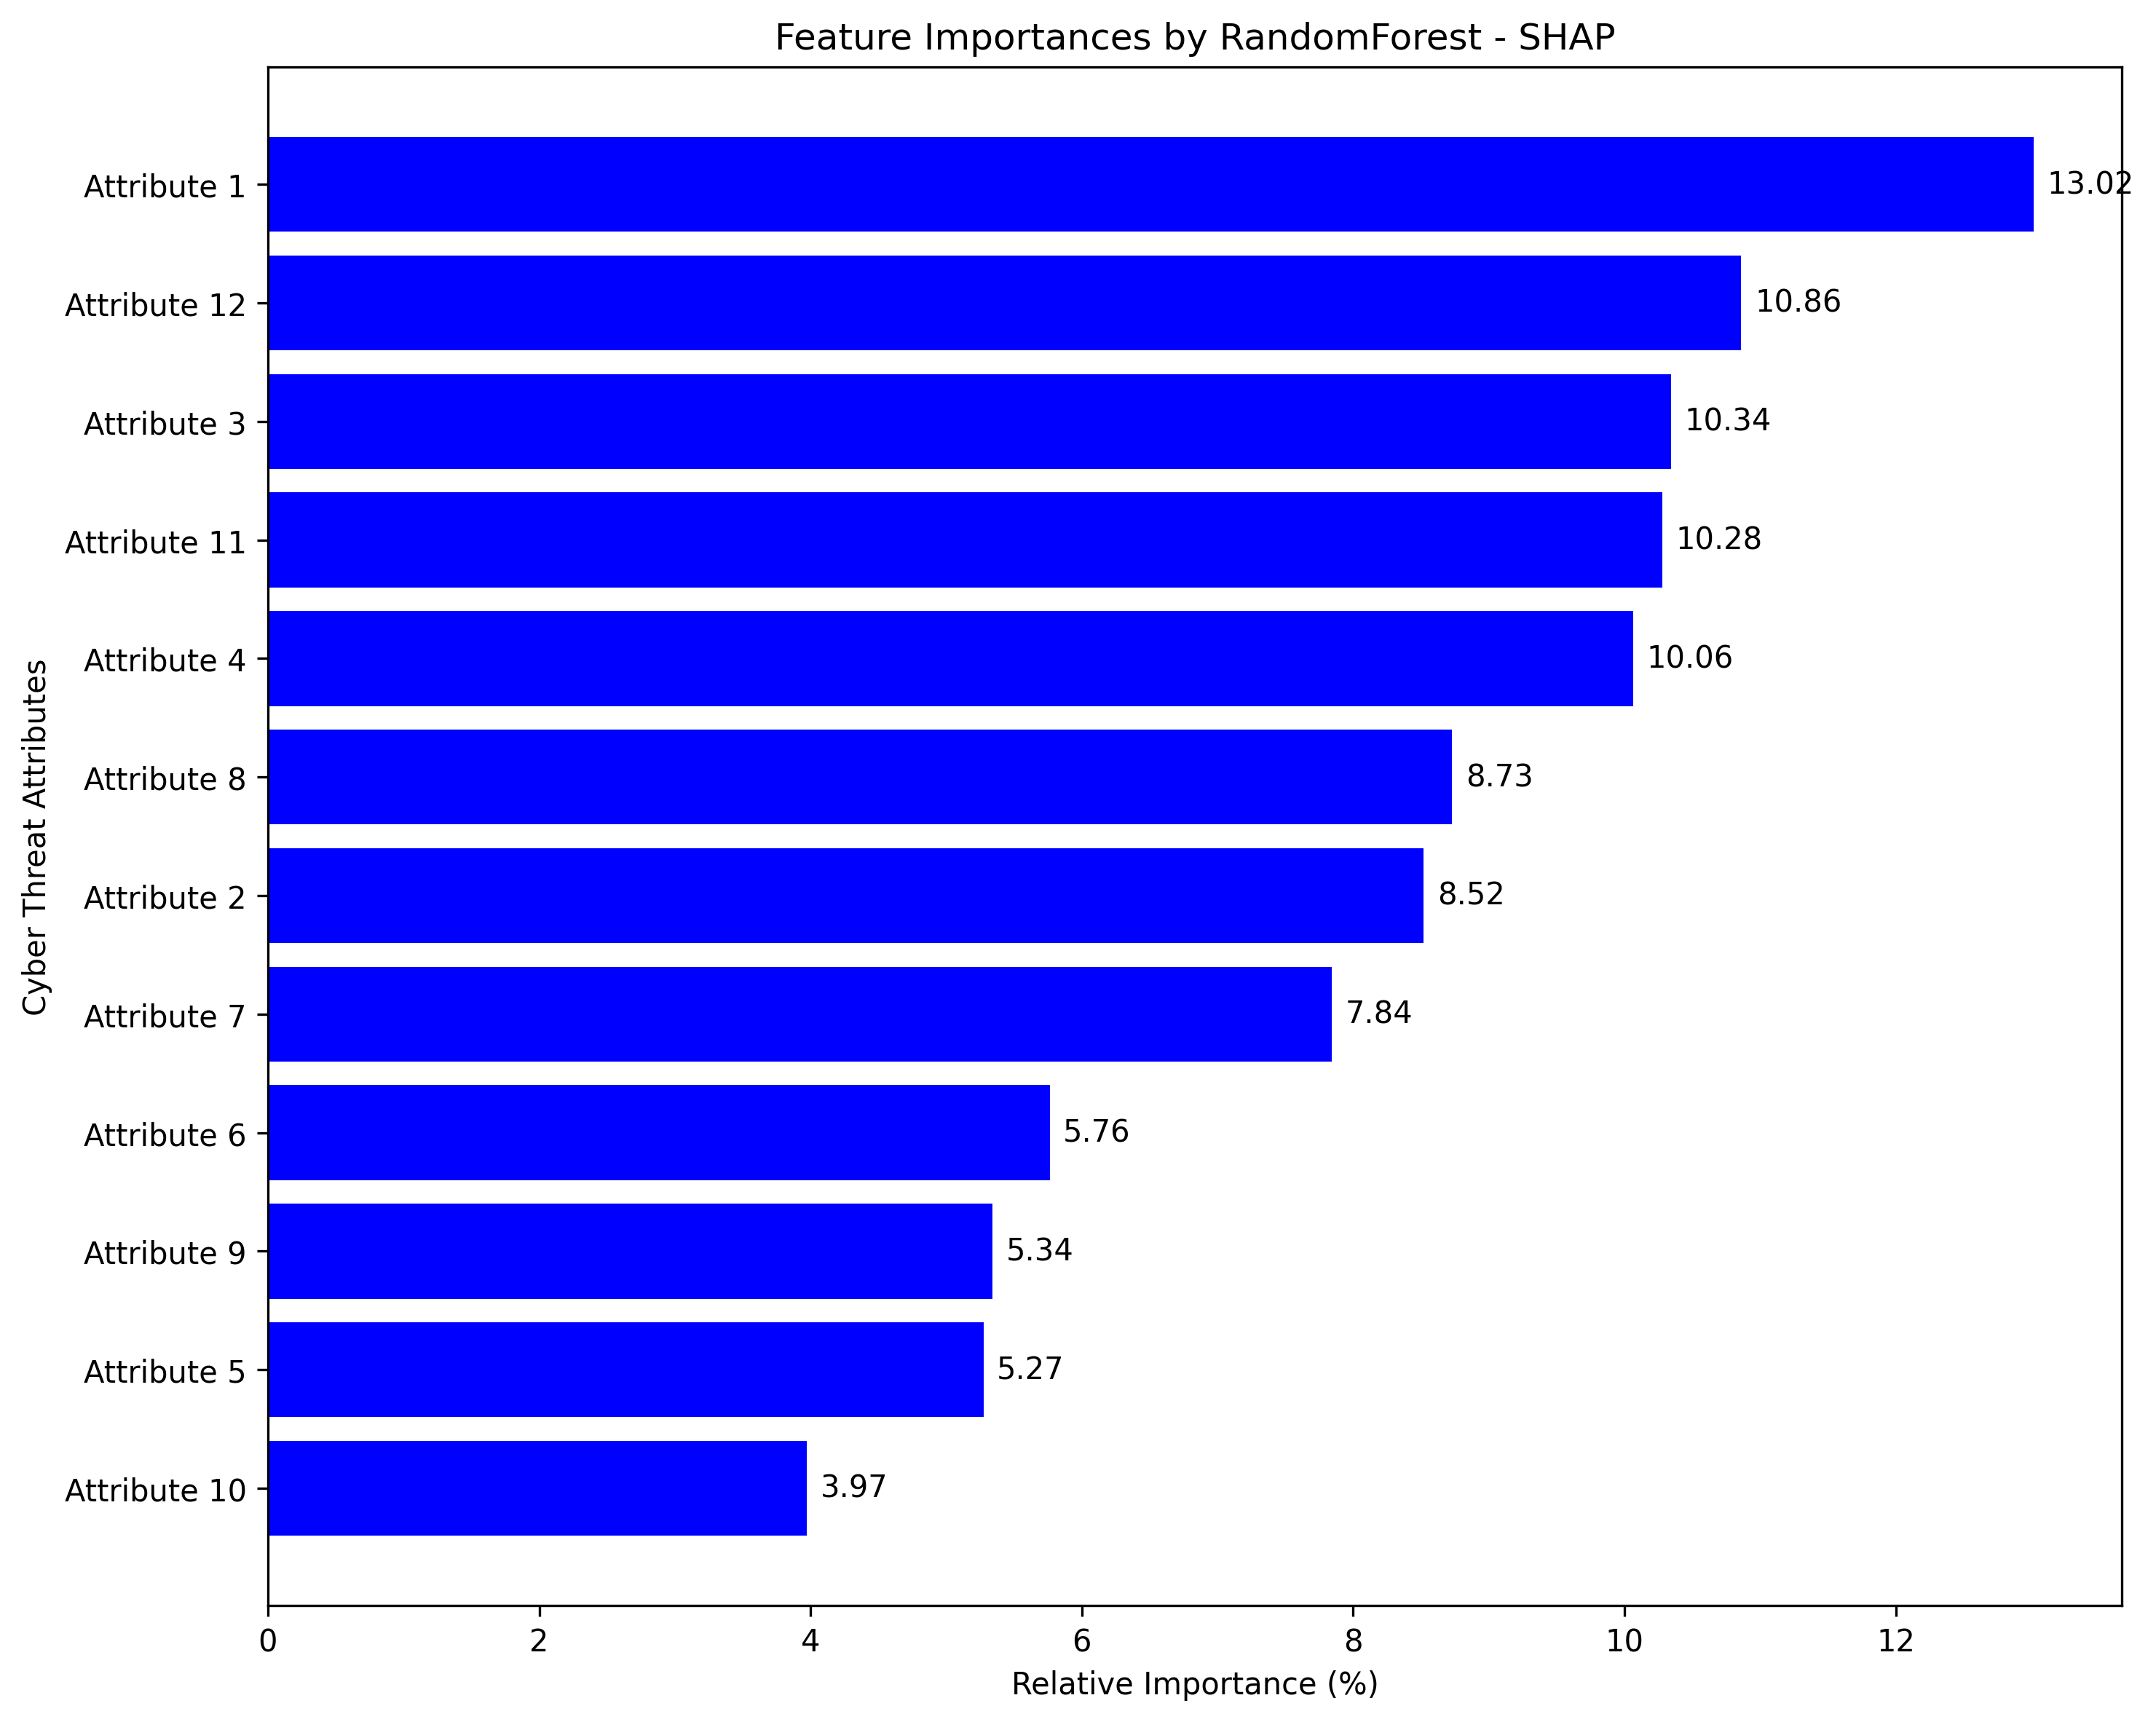 Feature Importances by RandomForest - SHAP
Cyber Threat Attributes
Attribute 1 13.02
Attribute 12 10.86
Attribute 3 10.34
Attribute 11 10.28
Attribute 4 10.06
Attribute 8 8.73
Attribute 2 8.52
Attribute 7 7.84
Attribute 6 5.76
Attribute 9 5.34
Attribute 5 5.27
Attribute 10 3.97
0 2 4 6 8 10 12
Relative Importance (%)